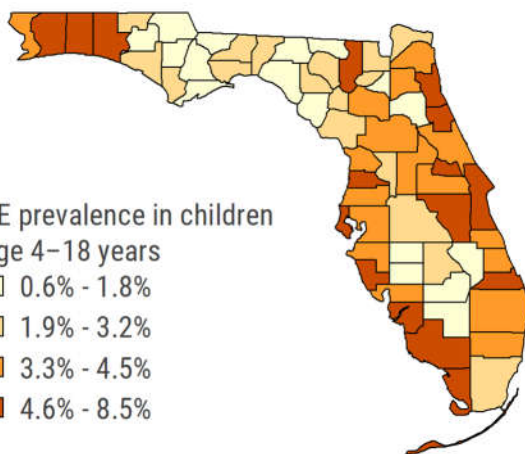 E prevalence in children
ge 4–18 years
0.6% - 1.8%
1.9% - 3.2%
3.3% - 4.5%
4.6% - 8.5%